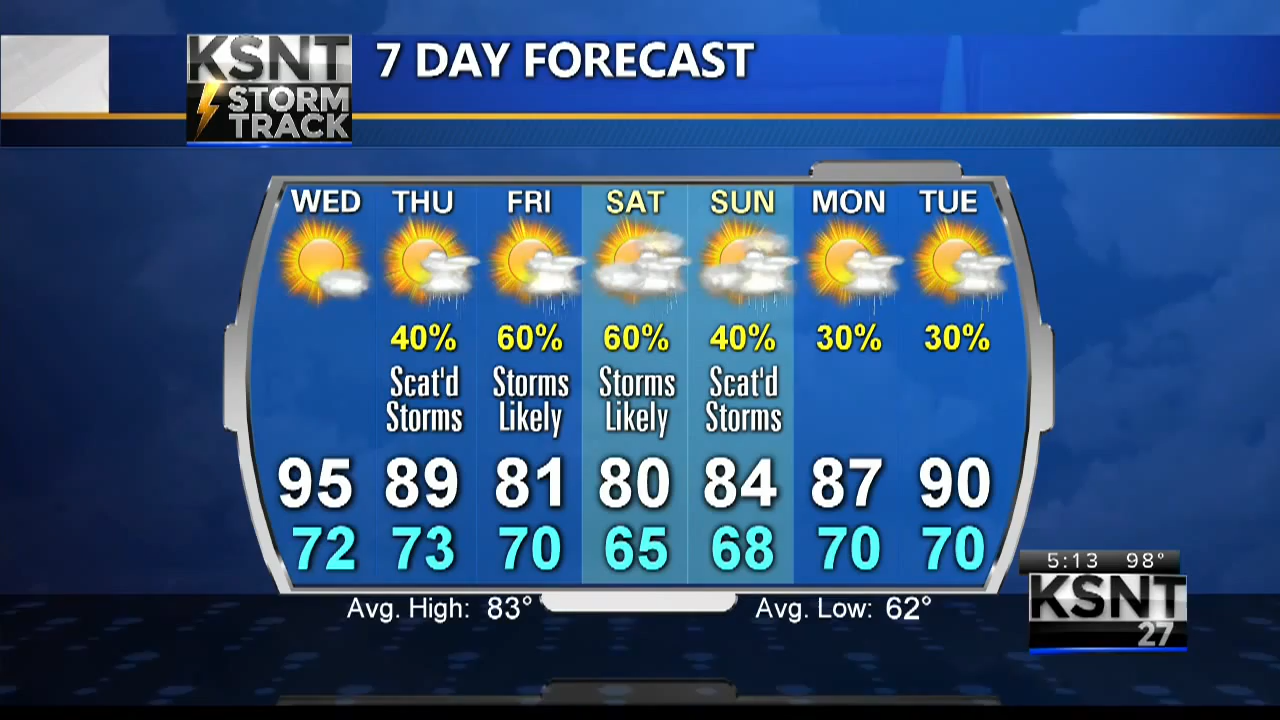 KSNT
STORM
TRACK
7 DAY FORECAST
WED THU FRI SAT SUN MON TUE
40% 60% 60% 40% 30% 30%
Scat'd Storms Storms Scat'd
Storms Likely Likely Storms
95 89 81 80 84 87 90
72 73 70 65 68 70 70
Avg. High: 83° Avg. Low: 62°
5:13 98°
KSNT
27